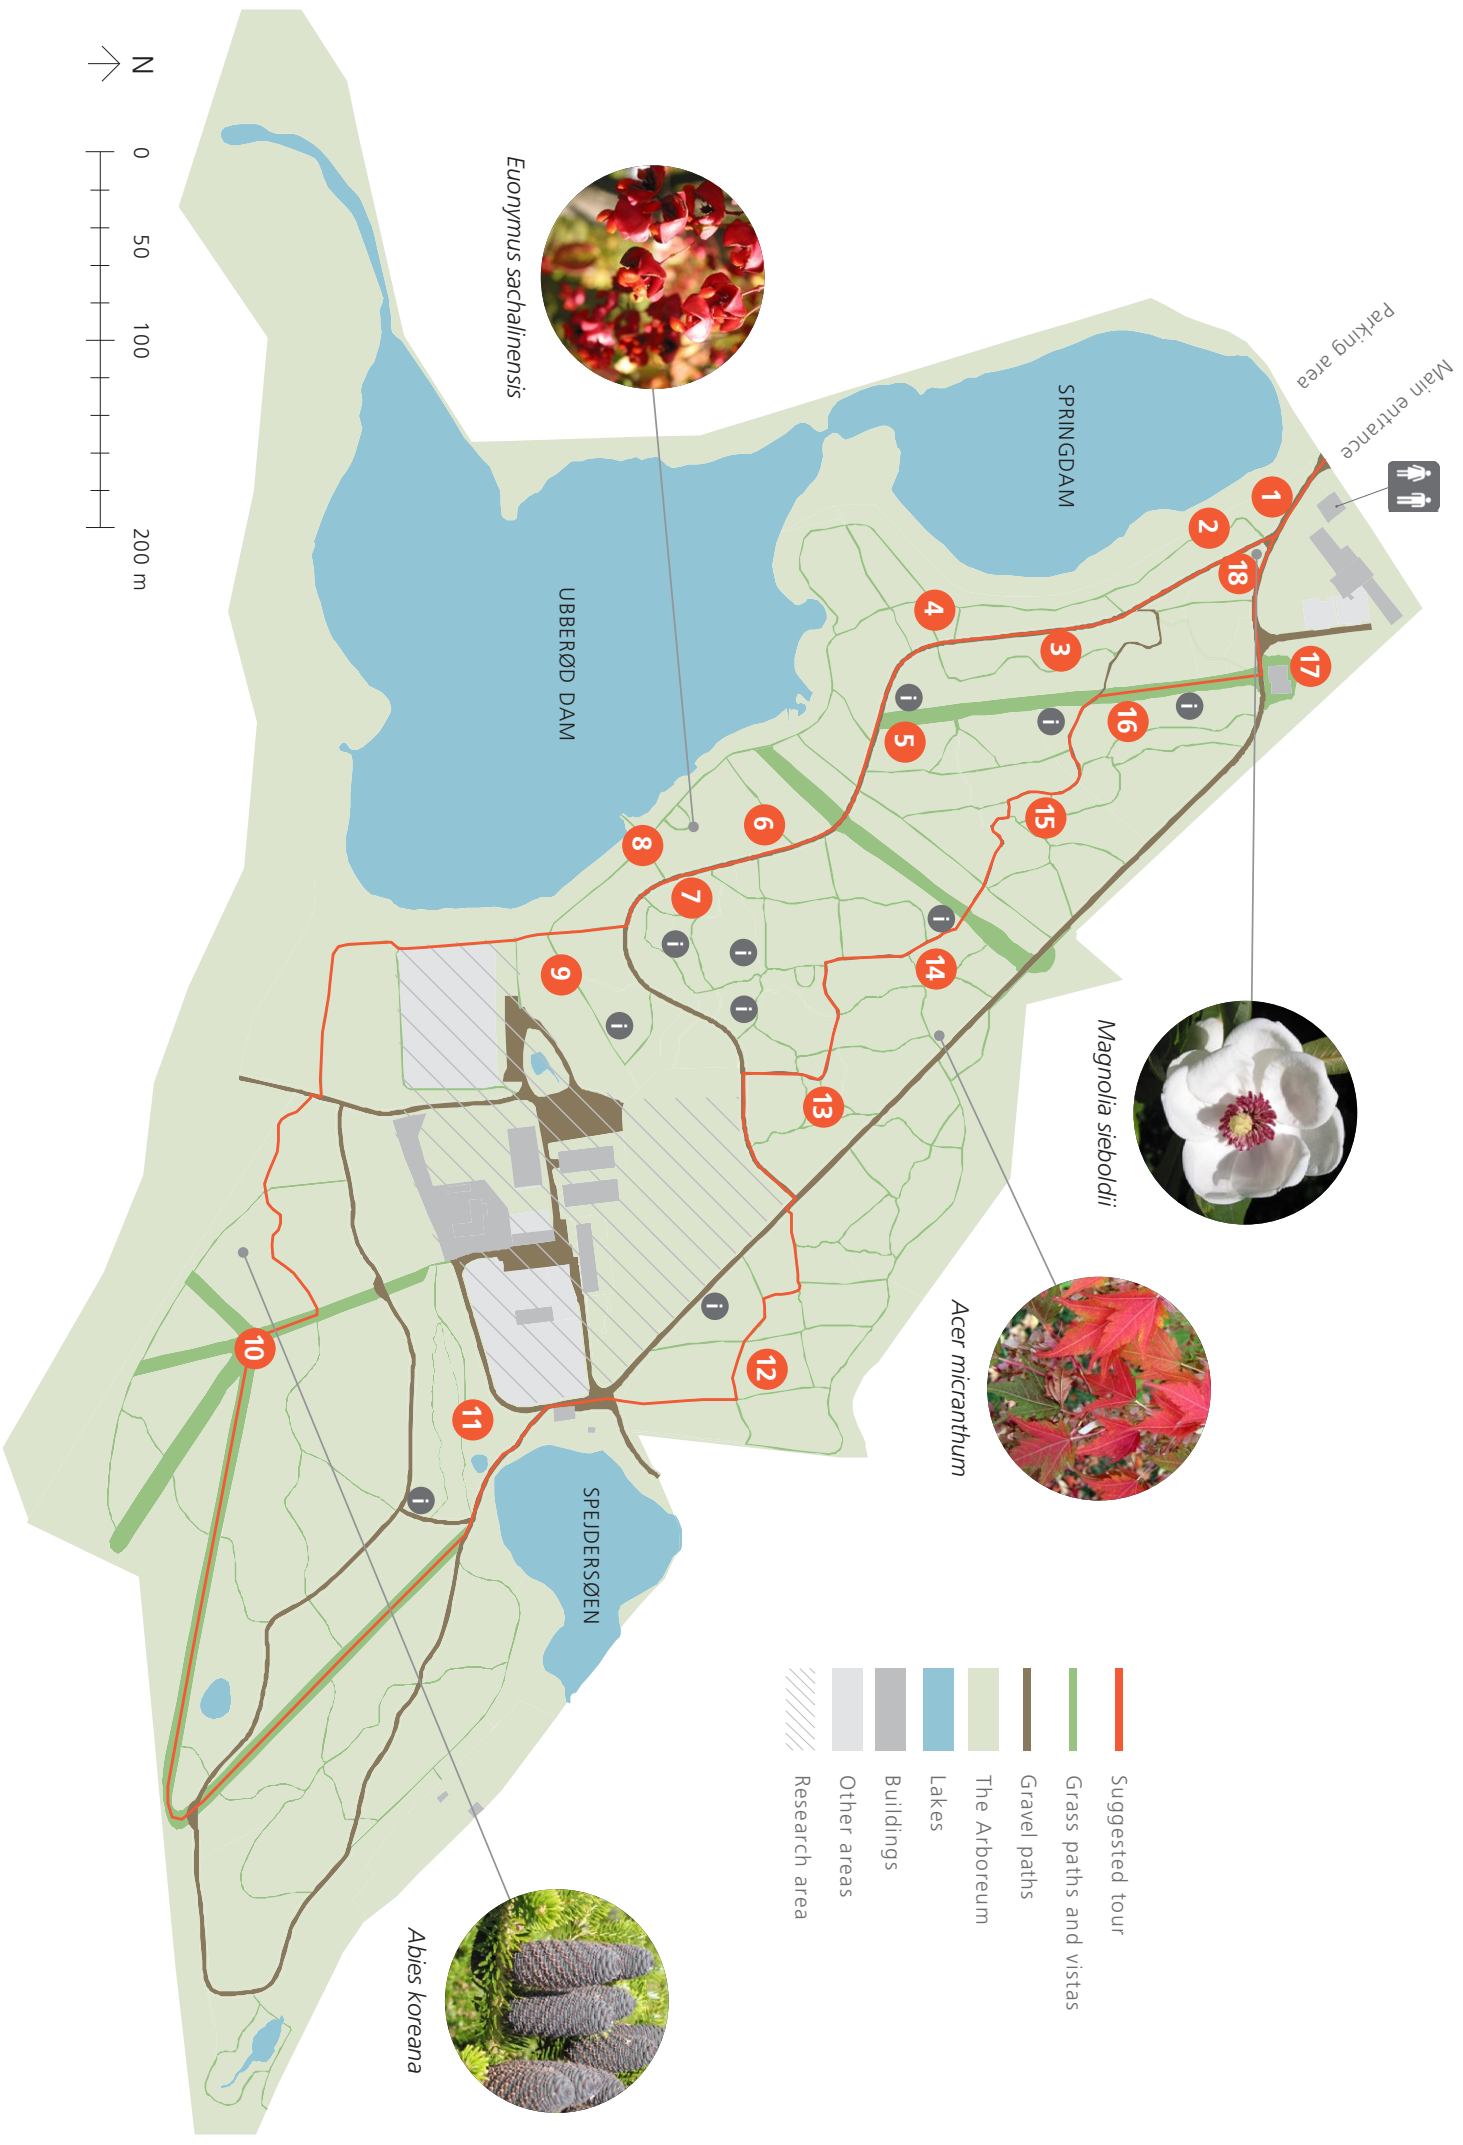 Parking area
Main entrance
N
0 50 100 200 m
SPRINGDAM
UBBERØD DAM
SPEJDERSØEN
Euonymus sachalinensis
Magnolia sieboldii
Acer micranthum
Abies koreana
1
2
3
4
5
6
7
8
9
10
11
12
13
14
15
16
17
18
i
i
i
i
i
i
i
i
i
i
Suggested tour
Grass paths and vistas
Gravel paths
The Arboreum
Lakes
Buildings
Other areas
Research area